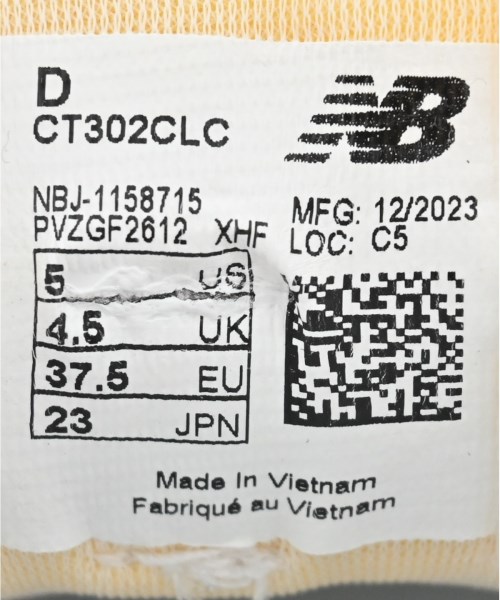 D
NB
CT302CLC
NBJ-1158715
PVZGF2612 XHF
MFG: 12/2023
LOC: C5
5 US
4.5 UK
37.5 EU
23 JPN
Made In Vietnam
Fabriqué au Vietnam